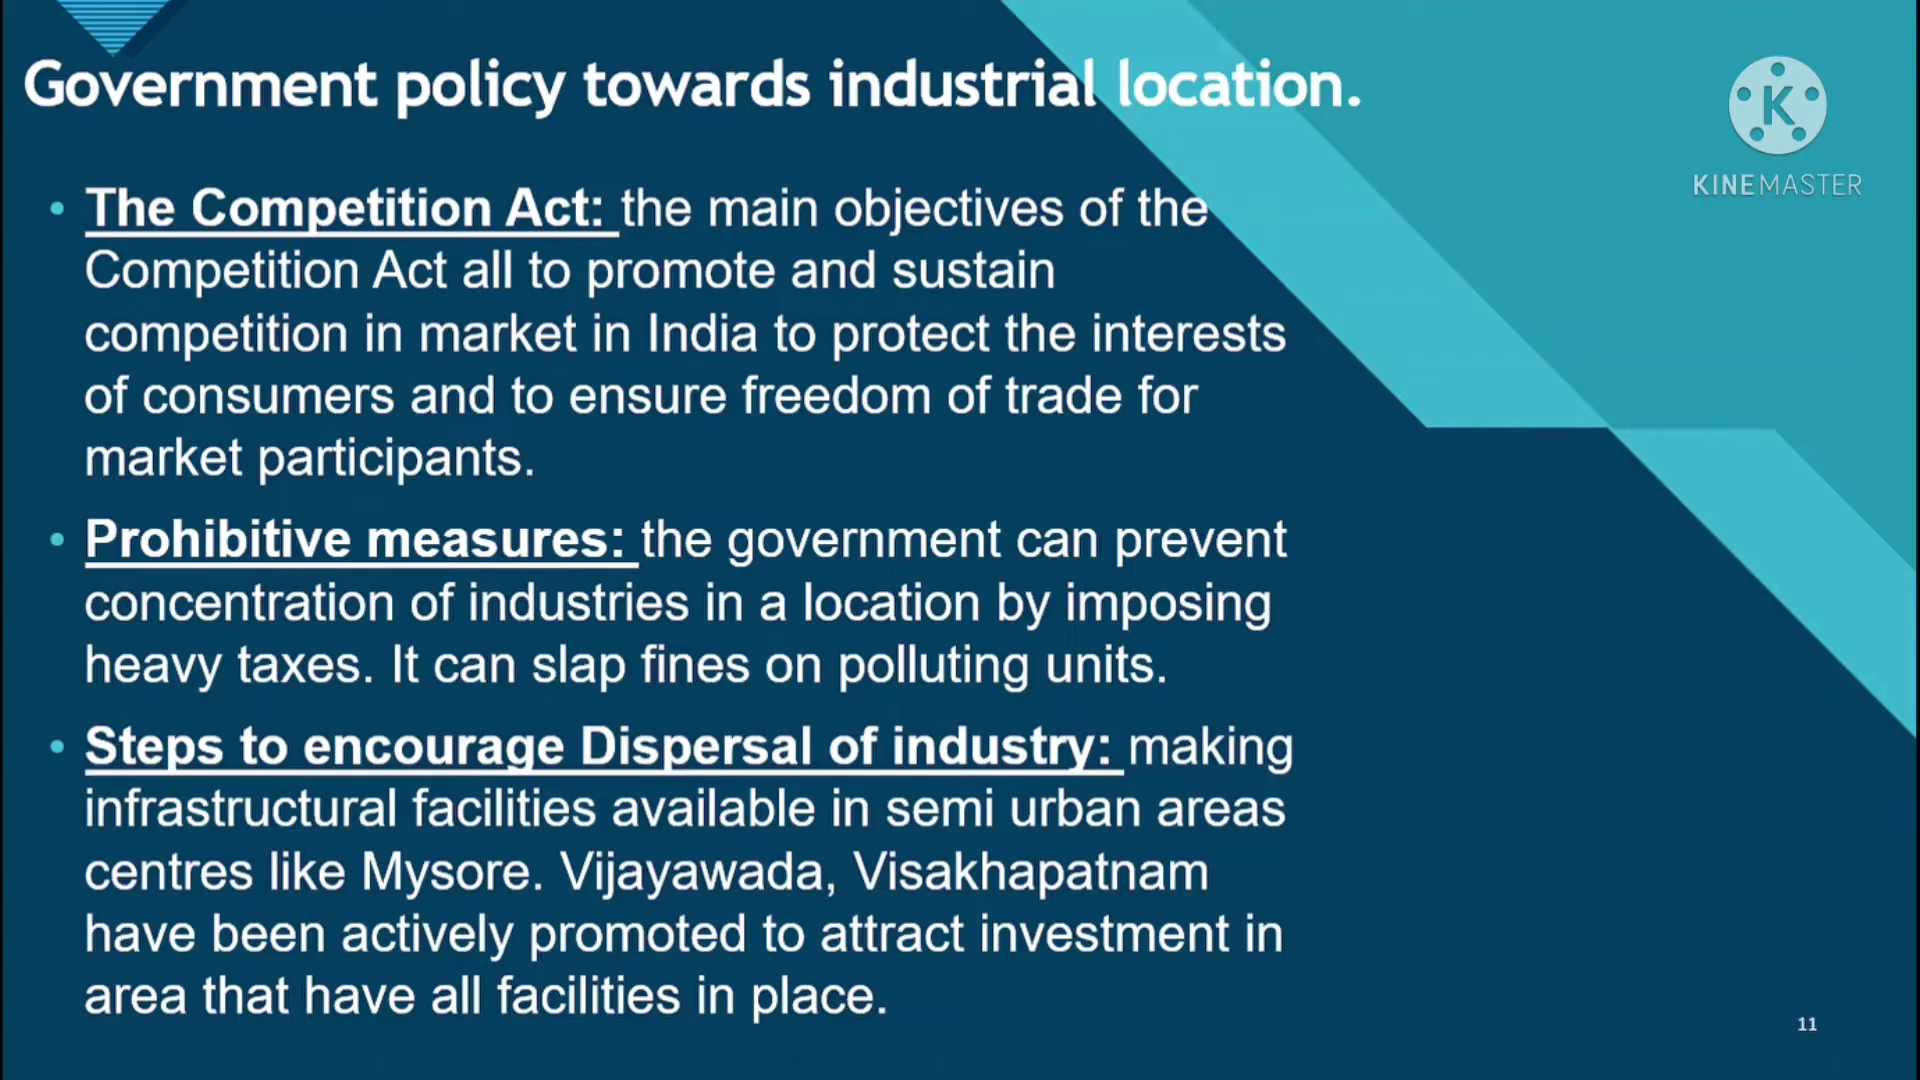 Government policy towards industrial location.
K
KINEMASTER
• The Competition Act: the main objectives of the
Competition Act all to promote and sustain
competition in market in India to protect the interests
of consumers and to ensure freedom of trade for
market participants.
• Prohibitive measures: the government can prevent
concentration of industries in a location by imposing
heavy taxes. It can slap fines on polluting units.
• Steps to encourage Dispersal of industry: making
infrastructural facilities available in semi urban areas
centres like Mysore. Vijayawada, Visakhapatnam
have been actively promoted to attract investment in
area that have all facilities in place.
11